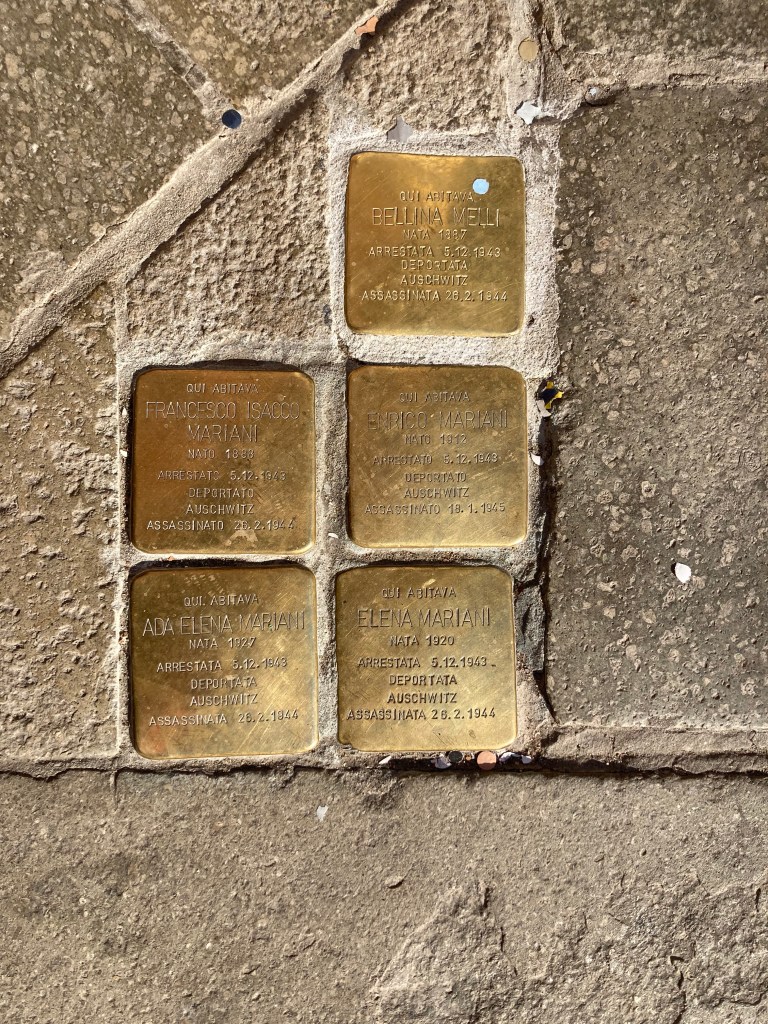 QUI ABITAVA
BELLINA MELLI
NATA 1887
ARRESTATA 5.12.1943
DEPORTATA
AUSCHWITZ
ASSASSINATA 26.2.1944
QUI ABITAVA
FRANCESCO ISACCO
MARIANI
NATO 1888
ARRESTATO 5.12.1943
DEPORTATO
AUSCHWITZ
ASSASSINATO 26.2.1944
QUI ABITAVA
ENRICO MARIANI
NATO 1912
ARRESTATO 5.12.1943
DEPORTATO
AUSCHWITZ
ASSASSINATO 18.1.1945
QUI ABITAVA
ADA ELENA MARIANI
NATA 1927
ARRESTATA 5.12.1943
DEPORTATA
AUSCHWITZ
ASSASSINATA 26.2.1944
QUI ABITAVA
ELENA MARIANI
NATA 1920
ARRESTATA 5.12.1943
DEPORTATA
AUSCHWITZ
ASSASSINATA 26.2.1944